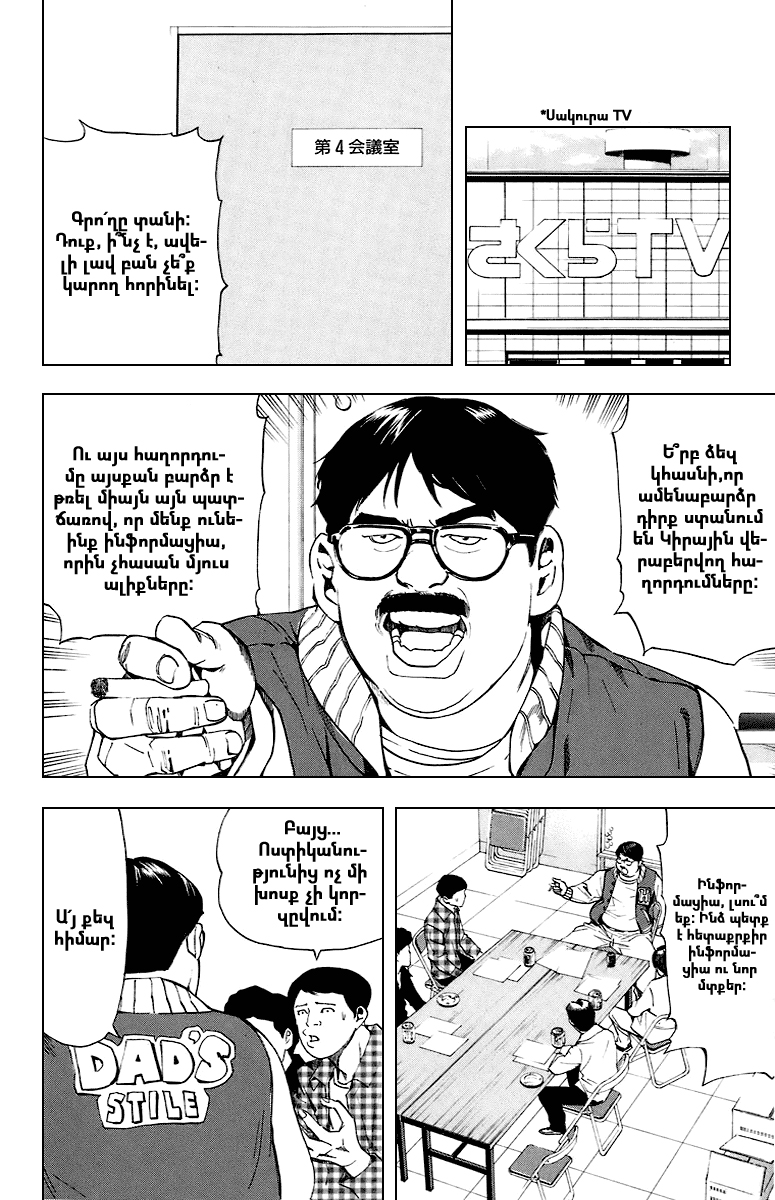 *Սակուրա TV
さくらTV
第4会議室
Գրո՛ղը տանի:
Դուք, ի՞նչ է, ավե-
լի լավ բան չե՞ք
կարող հորինել:
Ե՞րբ ձեզ
կհասնի,որ
ամենաբարձր
դիրք ստանում
են Կիրային վե-
րաբերվող հա-
ղորդումները:
Ու այս հաղորդու-
մը այսքան բարձր է
թռել միայն այն պատ-
ճառով, որ մենք ունե-
ինք ինֆորմացիա,
որին չհասան մյուս
ալիքները:
Ինֆոր-
մացիա, լսու՞մ
եք: Ինձ պետք
է հետաքրքիր
ինֆորմա-
ցիա ու նոր
մտքեր:
Բայց...
Ոստիկանու-
թյունից ոչ մի
խոսք չի կոր-
զըվում:
Ա՛յ քեզ
հիմար:
DAD'S
STILE